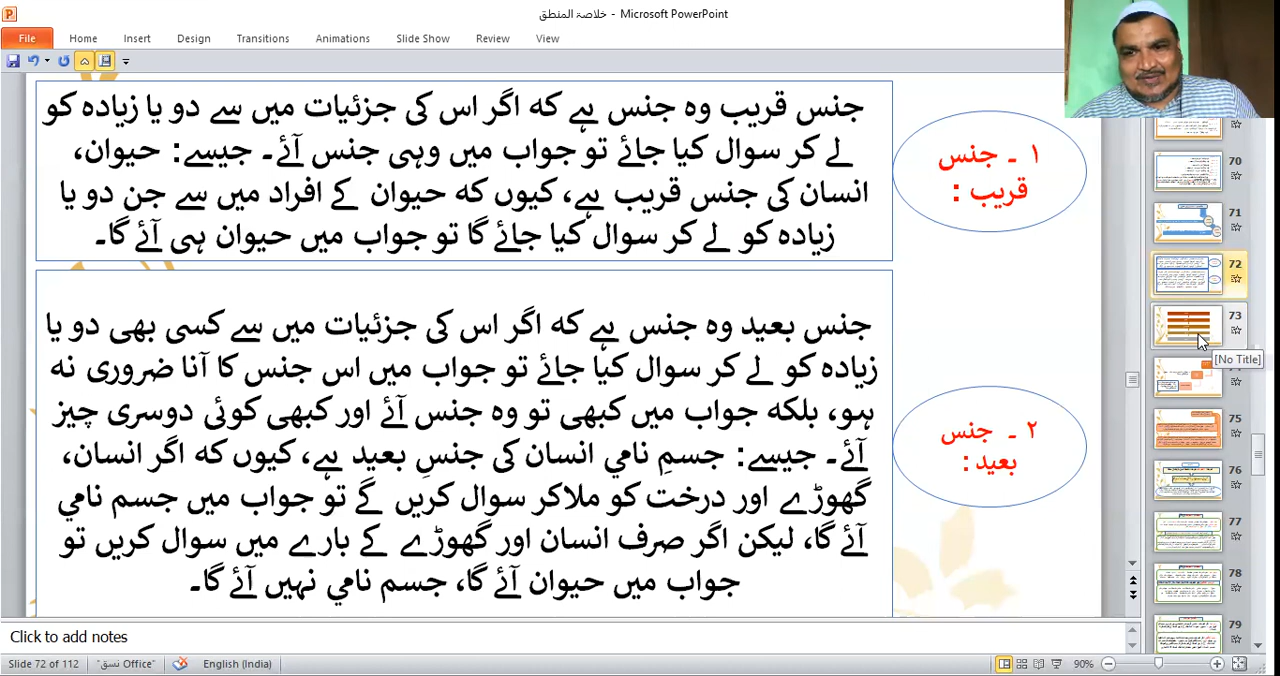 خلاصة المنطق - Microsoft PowerPoint
File Home Insert Design Transitions Animations Slide Show Review View
۱ ۔ جنس
قریب :
جنس قریب وہ جنس ہے کہ اگر اس کی جزئیات میں سے دو یا زیادہ کو
لے کر سوال کیا جائے تو جواب میں وہی جنس آئے۔ جیسے: حیوان،
انسان کی جنس قریب ہے، کیوں کہ حیوان کے افراد میں سے جن دو یا
زیادہ کو لے کر سوال کیا جائے گا تو جواب میں حیوان ہی آئے گا۔
۲ ۔ جنس
بعید :
جنس بعید وہ جنس ہے کہ اگر اس کی جزئیات میں سے کسی بھی دو یا
زیادہ کو لے کر سوال کیا جائے تو جواب میں اس جنس کا آنا ضروری نہ
ہو، بلکہ جواب میں کبھی تو وہ جنس آئے اور کبھی کوئی دوسری چیز
آئے۔ جیسے: جسمِ نامي انسان کی جنسِ بعید ہے، کیوں کہ اگر انسان،
گھوڑے اور درخت کو ملاکر سوال کریں گے تو جواب میں جسم نامي
آئے گا، لیکن اگر صرف انسان اور گھوڑے کے بارے میں سوال کریں تو
جواب میں حیوان آئے گا، جسم نامي نہیں آئے گا۔
70
71
72
73
[No Title]
75
76
77
78
79
Click to add notes
Slide 72 of 112 "نسق Office" English (India) 90%